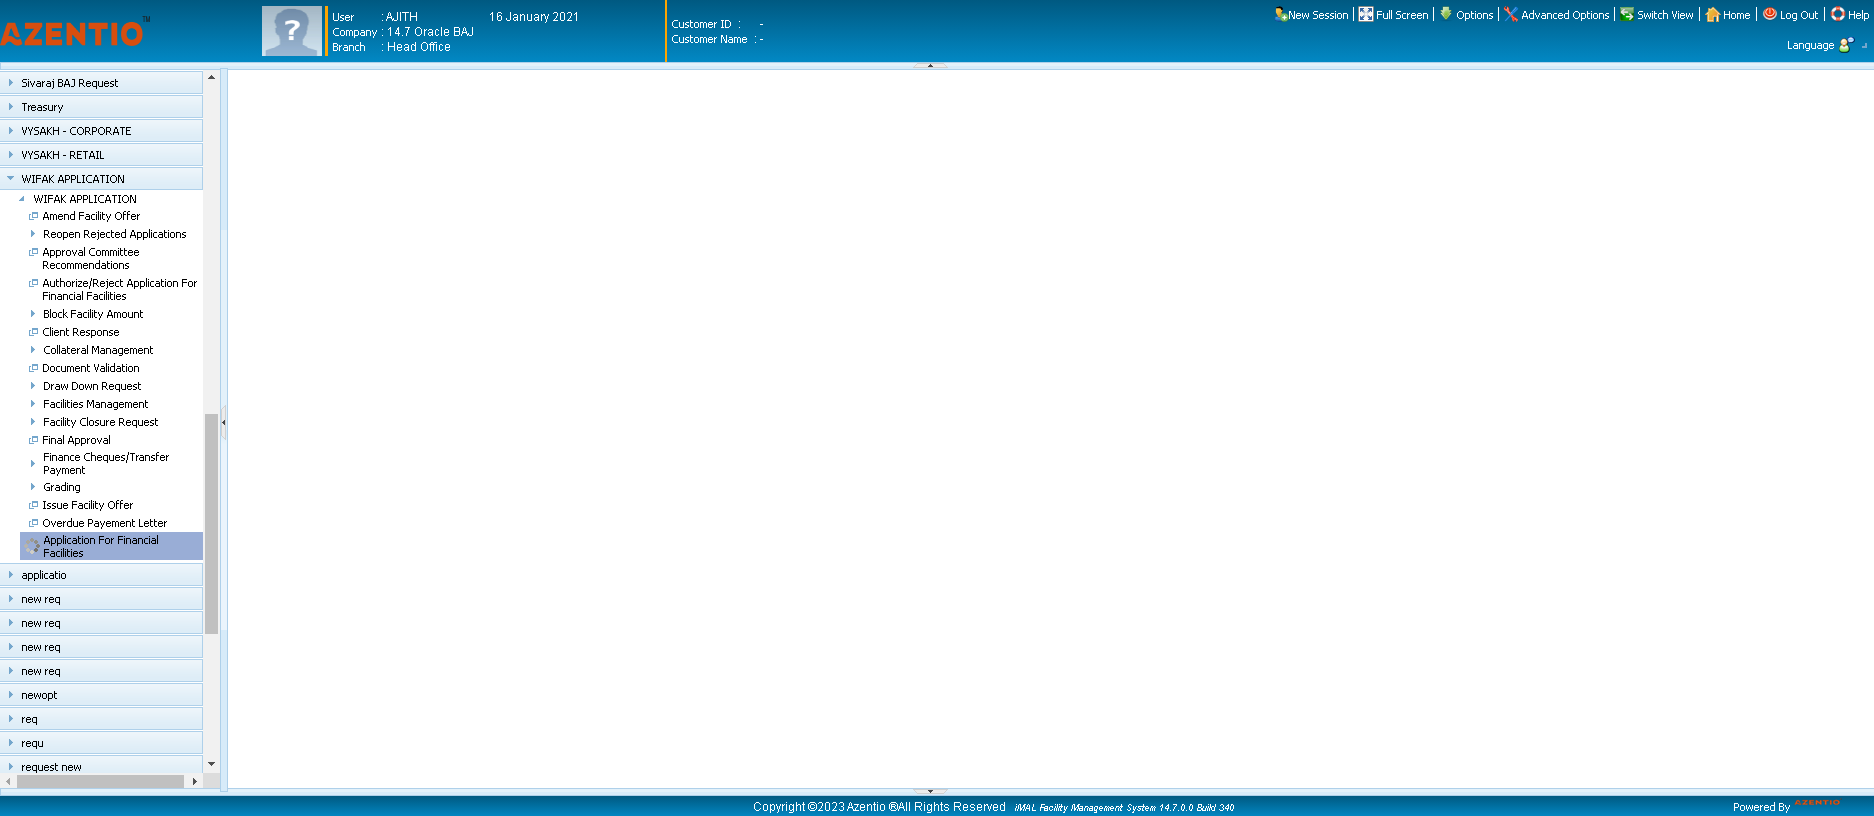 AZENTIO™
User : AJITH 16 January 2021
Company : 14.7 Oracle BAJ
Branch : Head Office
Customer ID : -
Customer Name : -
New Session Full Screen Options Advanced Options Switch View Home Log Out Help
Language
Sivaraj BAJ Request
Treasury
VYSAKH - CORPORATE
VYSAKH - RETAIL
WIFAK APPLICATION
WIFAK APPLICATION
Amend Facility Offer
Reopen Rejected Applications
Approval Committee
Recommendations
Authorize/Reject Application For
Financial Facilities
Block Facility Amount
Client Response
Collateral Management
Document Validation
Draw Down Request
Facilities Management
Facility Closure Request
Final Approval
Finance Cheques/Transfer
Payment
Grading
Issue Facility Offer
Overdue Payement Letter
Application For Financial
Facilities
applicatio
new req
new req
new req
new req
newopt
req
requ
request new
Copyright ©2023 Azentio ®All Rights Reserved iMAL Facility Management System 14.7.0.0 Build 340
Powered By AZENTIO